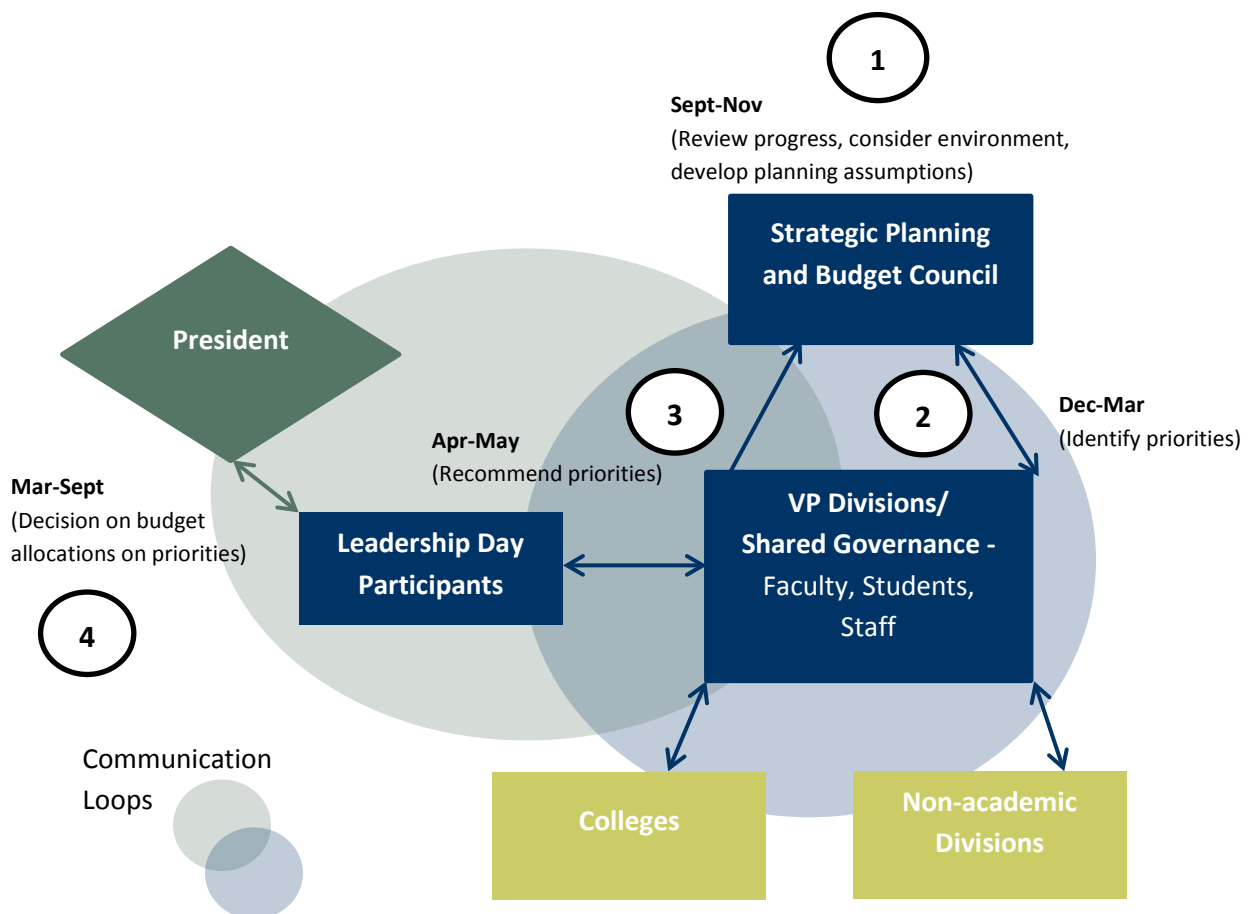 1
Sept-Nov
(Review progress, consider environment,
develop planning assumptions)
Strategic Planning
and Budget Council
President
3
2
Dec-Mar
(Identify priorities)
Apr-May
(Recommend priorities)
Mar-Sept
(Decision on budget
allocations on priorities)
Leadership Day
Participants
VP Divisions/
Shared Governance -
Faculty, Students,
Staff
4
Communication
Loops
Colleges
Non-academic
Divisions